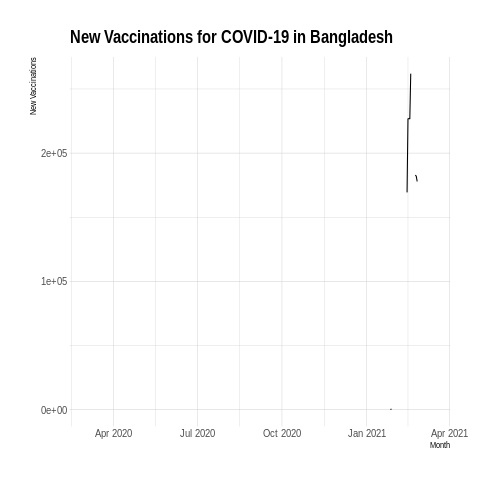 New Vaccinations for COVID-19 in Bangladesh
New Vaccinations
2e+05
1e+05
0e+00
Apr 2020
Jul 2020
Oct 2020
Jan 2021
Apr 2021
Month